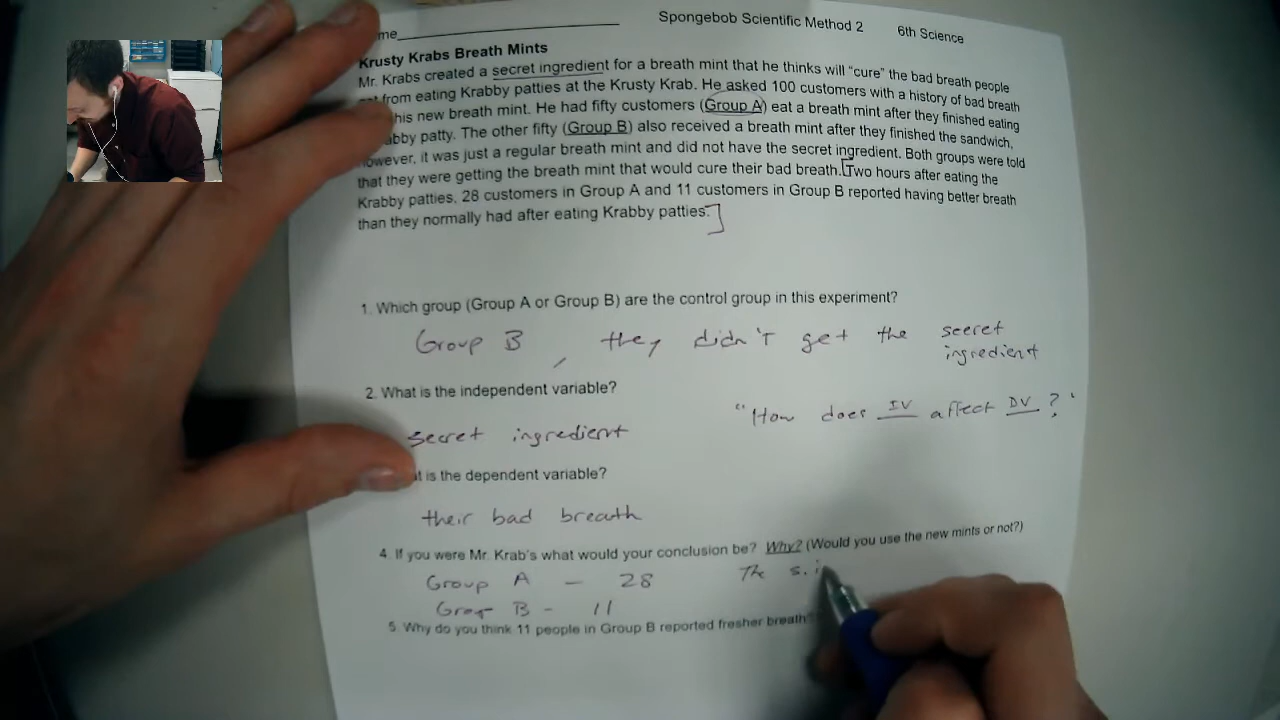 me
Spongebob Scientific Method 2
6th Science
Krusty Krabs Breath Mints
Mr. Krabs created a secret ingredient for a breath mint that he thinks will “cure” the bad breath people
from eating Krabby patties at the Krusty Krab. He asked 100 customers with a history of bad breath
his new breath mint. He had fifty customers (Group A) eat a breath mint after they finished eating
abby patty. The other fifty (Group B) also received a breath mint after they finished the sandwich,
owever, it was just a regular breath mint and did not have the secret ingredient. Both groups were told
that they were getting the breath mint that would cure their bad breath. Two hours after eating the
Krabby patties, 28 customers in Group A and 11 customers in Group B reported having better breath
than they normally had after eating Krabby patties.
1. Which group (Group A or Group B) are the control group in this experiment?
Group B, they didn't get the secret
ingredient
2. What is the independent variable?
"How does IV affect DV ?"
secret ingredient
t is the dependent variable?
their bad breath
4. If you were Mr. Krab's what would your conclusion be? Why? (Would you use the new mints or not?)
Group A – 28
The s.i
Group B – 11
5. Why do you think 11 people in Group B reported fresher breath